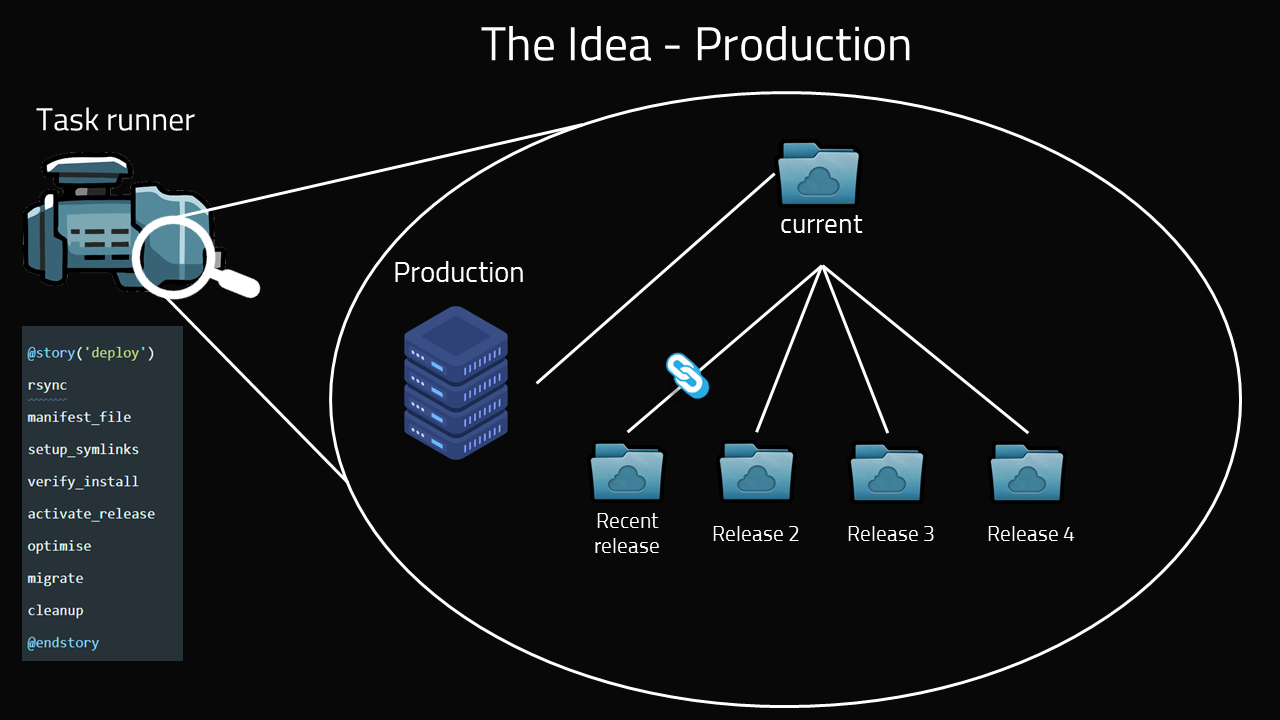 The Idea - Production
Task runner
@story('deploy')
rsync
manifest_file
setup_symlinks
verify_install
activate_release
optimise
migrate
cleanup
@endstory
Production
current
Recent
release
Release 2
Release 3
Release 4